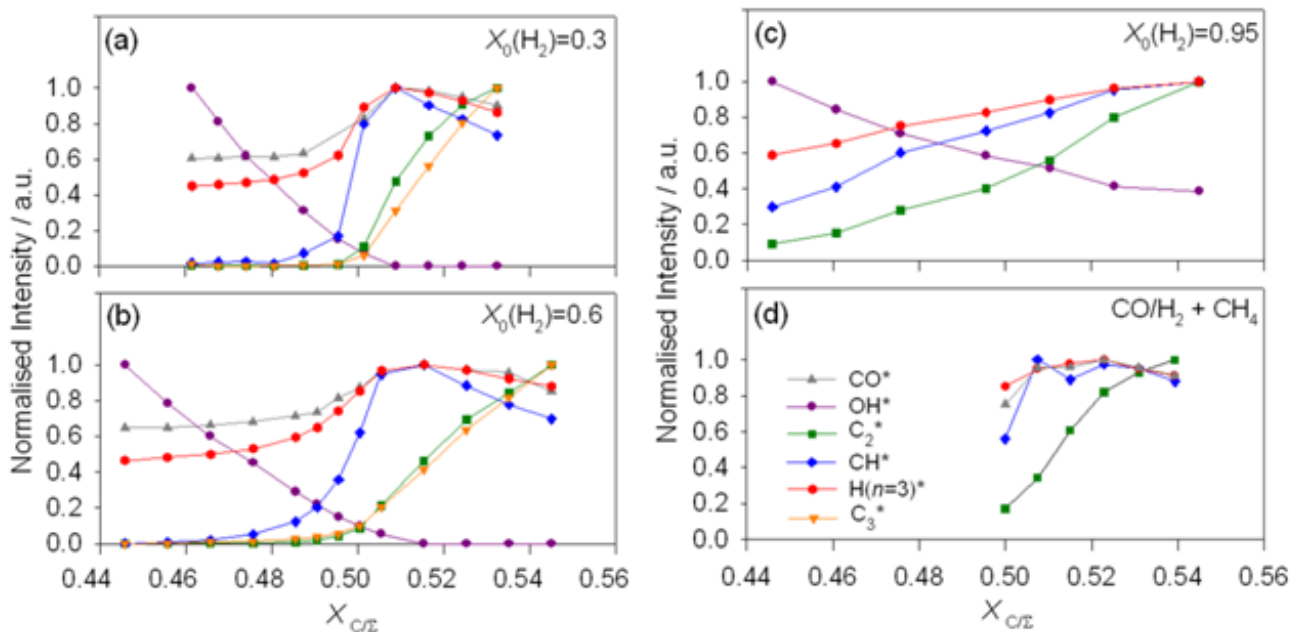 (a)
X0(H2)=0.3
1.0
0.8
0.6
0.4
0.2
0.0
(b)
X0(H2)=0.6
1.0
0.8
0.6
0.4
0.2
0.0
0.44 0.46 0.48 0.50 0.52 0.54 0.56
XC/Σ
Normalised Intensity / a.u.
(c)
X0(H2)=0.95
1.0
0.8
0.6
0.4
0.2
0.0
(d)
CO/H2 + CH4
1.0
0.8
0.6
0.4
0.2
0.0
CO*
OH*
C2*
CH*
H(n=3)*
C3*
0.44 0.46 0.48 0.50 0.52 0.54 0.56
XC/Σ
Normalised Intensity / a.u.